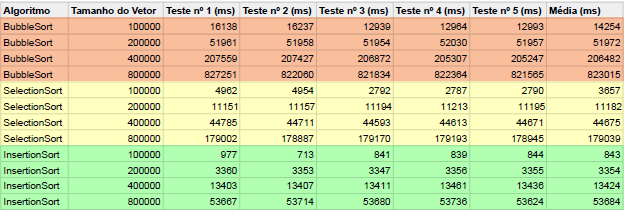 Algoritmo Tamanho do Vetor Teste nº 1 (ms) Teste nº 2 (ms) Teste nº 3 (ms) Teste nº 4 (ms) Teste nº 5 (ms) Média (ms)
BubbleSort 100000 16138 16237 12939 12964 12993 14254
BubbleSort 200000 51961 51958 51954 52030 51957 51972
BubbleSort 400000 207559 207427 206872 205307 205247 206482
BubbleSort 800000 827251 822060 821834 822364 821565 823015
SelectionSort 100000 4962 4954 2792 2787 2790 3657
SelectionSort 200000 11151 11157 11194 11213 11195 11182
SelectionSort 400000 44785 44711 44593 44613 44671 44675
SelectionSort 800000 179002 178887 179170 179193 178945 179039
InsertionSort 100000 977 713 841 839 844 843
InsertionSort 200000 3360 3353 3347 3356 3355 3354
InsertionSort 400000 13403 13407 13411 13461 13436 13424
InsertionSort 800000 53667 53714 53680 53736 53624 53684